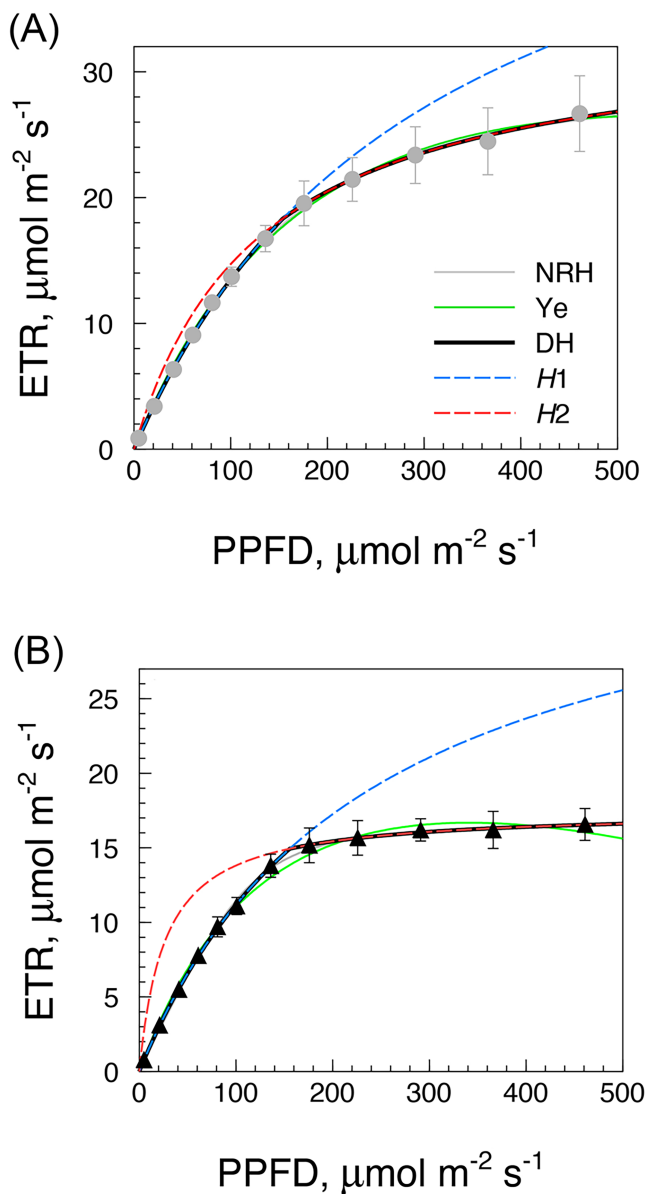 (A)
30
20
10
0
ETR, μmol m-2 s-1
NRH
Ye
DH
H1
H2
0 100 200 300 400 500
PPFD, μmol m-2 s-1
(B)
25
20
15
10
5
0
ETR, μmol m-2 s-1
0 100 200 300 400 500
PPFD, μmol m-2 s-1